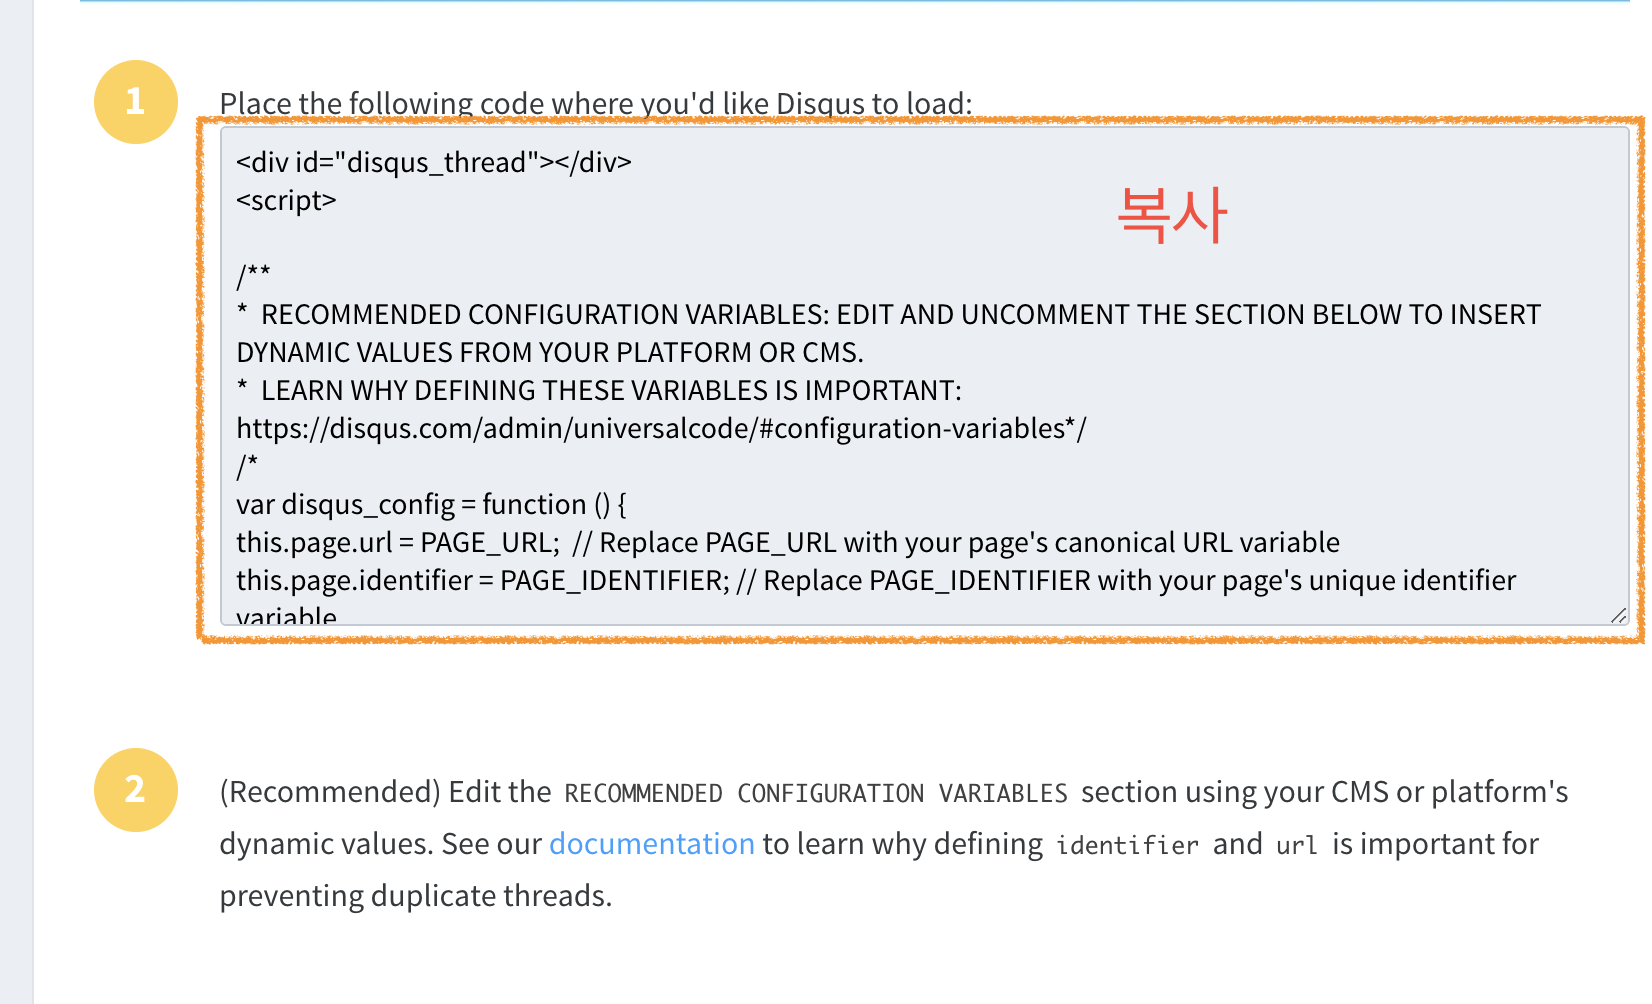 1
Place the following code where you'd like Disqus to load:
<div id="disqus_thread"></div>
<script>
복사
/**
*  RECOMMENDED CONFIGURATION VARIABLES: EDIT AND UNCOMMENT THE SECTION BELOW TO INSERT
DYNAMIC VALUES FROM YOUR PLATFORM OR CMS.
*  LEARN WHY DEFINING THESE VARIABLES IS IMPORTANT:
https://disqus.com/admin/universalcode/#configuration-variables*/
/*
var disqus_config = function () {
this.page.url = PAGE_URL;  // Replace PAGE_URL with your page's canonical URL variable
this.page.identifier = PAGE_IDENTIFIER; // Replace PAGE_IDENTIFIER with your page's unique identifier
variable
2
(Recommended) Edit the RECOMMENDED CONFIGURATION VARIABLES section using your CMS or platform's
dynamic values. See our documentation to learn why defining identifier and url is important for
preventing duplicate threads.